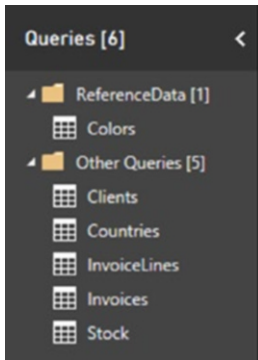 Queries [6]
ReferenceData [1]
Colors
Other Queries [5]
Clients
Countries
InvoiceLines
Invoices
Stock